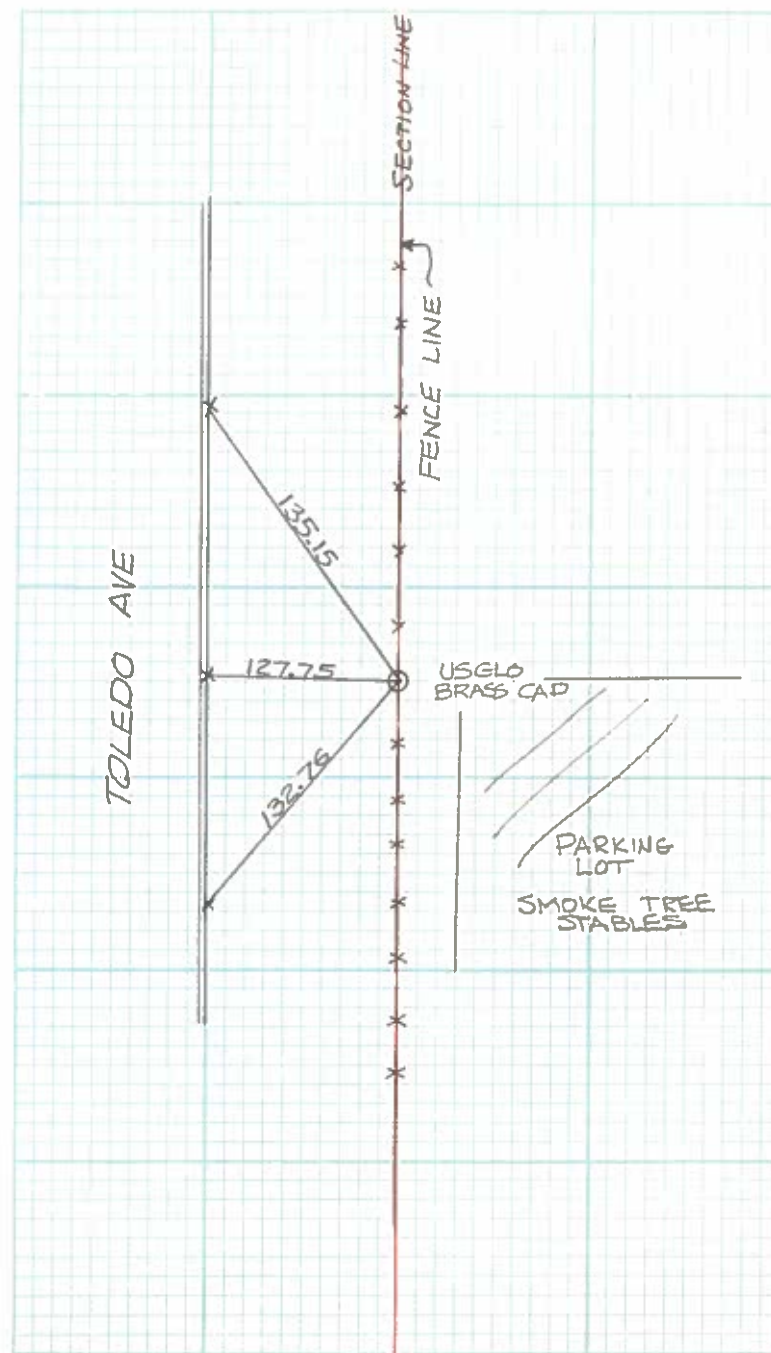 SECTION LINE
FENCE LINE
135.15
TOLEDO AVE
127.75
USGLO
BRASS CAD
132.76
PARKING
LOT
SMOKE TREE
STABLES